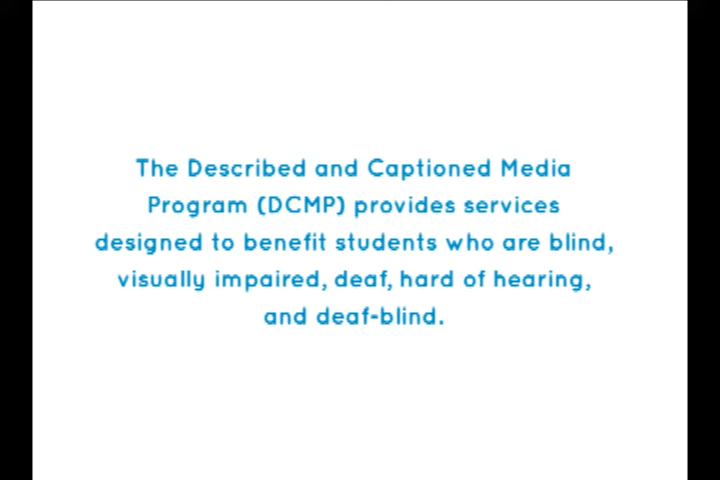 The Described and Captioned Media
Program (DCMP) provides services
designed to benefit students who are blind,
visually impaired, deaf, hard of hearing,
and deaf-blind.